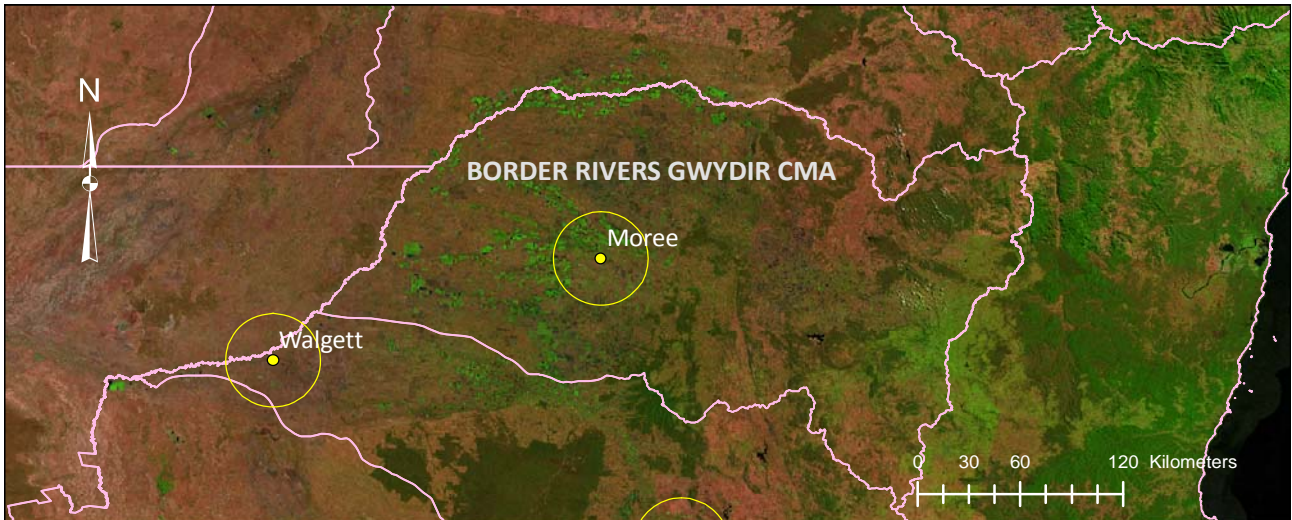 N
BORDER RIVERS GWYDIR CMA
Moree
Walgett
0 30 60 120 Kilometers